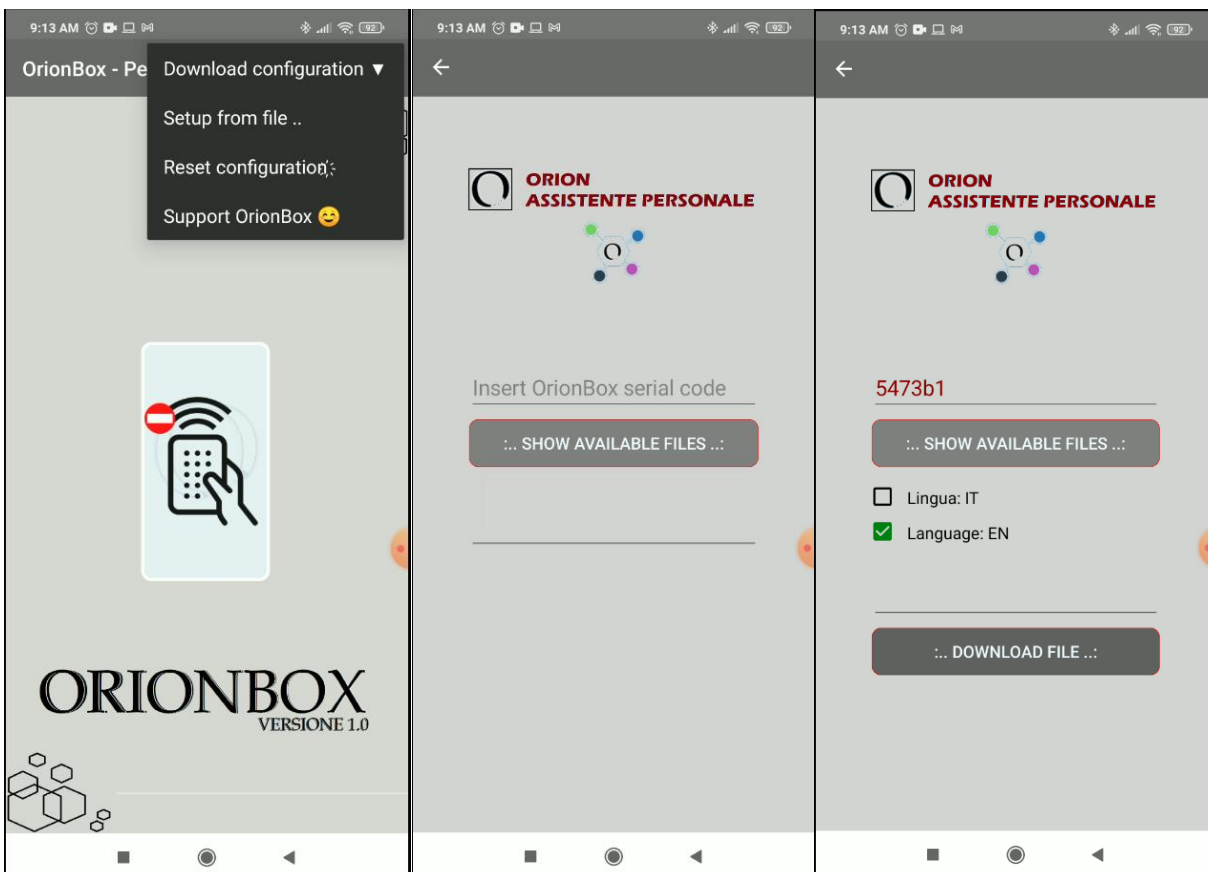 9:13 AM
92
OrionBox - Pe
Download configuration ▼
Setup from file ..
Reset configuration
Support OrionBox 😊
ORIONBOX
VERSIONE 1.0
9:13 AM
92
ORION
ASSISTENTE PERSONALE
O
Insert OrionBox serial code
:.. SHOW AVAILABLE FILES ..:
9:13 AM
92
ORION
ASSISTENTE PERSONALE
O
5473b1
:.. SHOW AVAILABLE FILES ..:
Lingua: IT
Language: EN
:.. DOWNLOAD FILE ..: